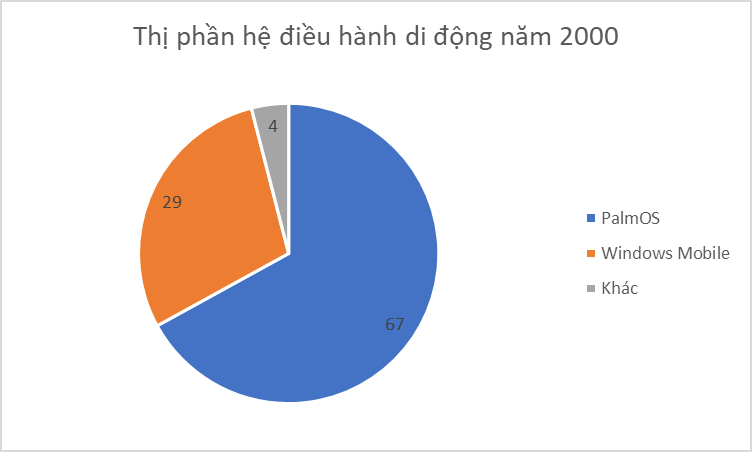 Thị phần hệ điều hành di động năm 2000
4
29
67
PalmOS
Windows Mobile
Khác